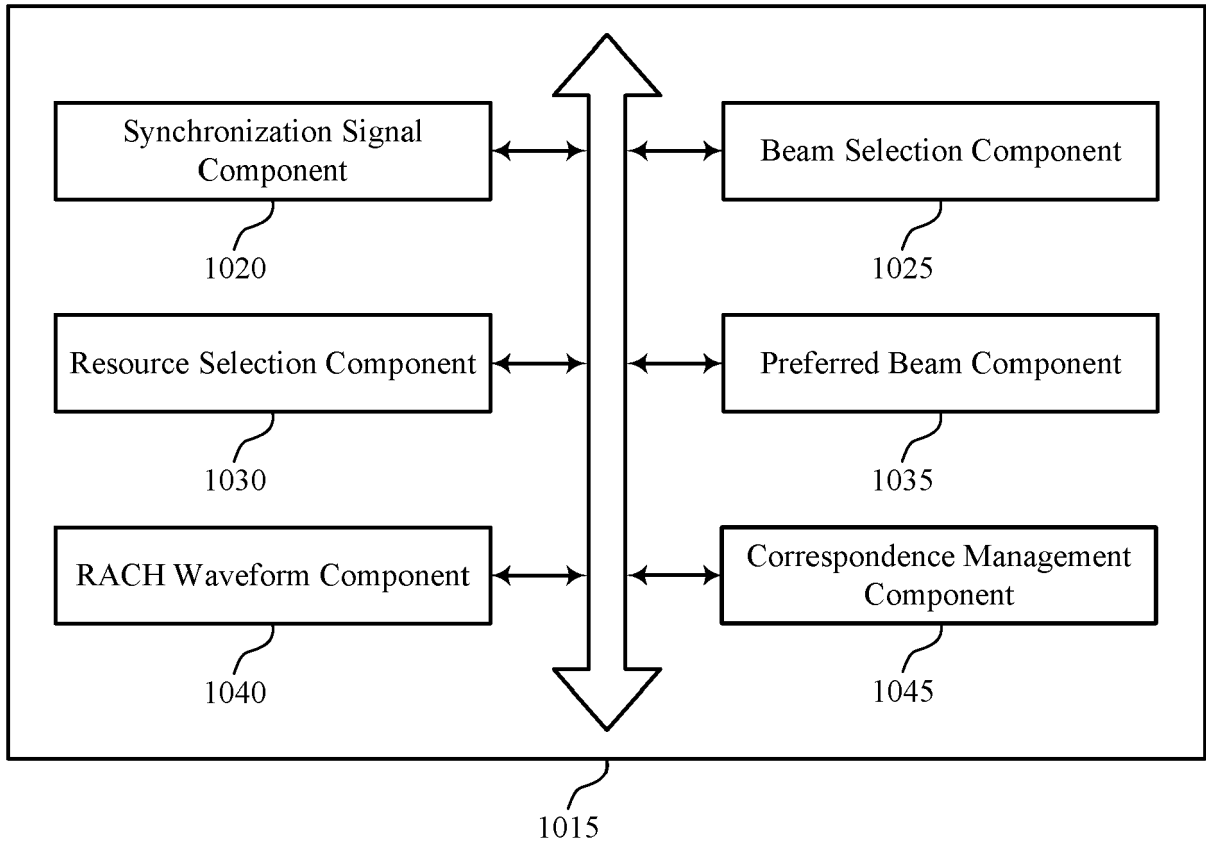 Synchronization Signal
Component
1020
Beam Selection Component
1025
Resource Selection Component
1030
Preferred Beam Component
1035
RACH Waveform Component
1040
Correspondence Management
Component
1045
1015